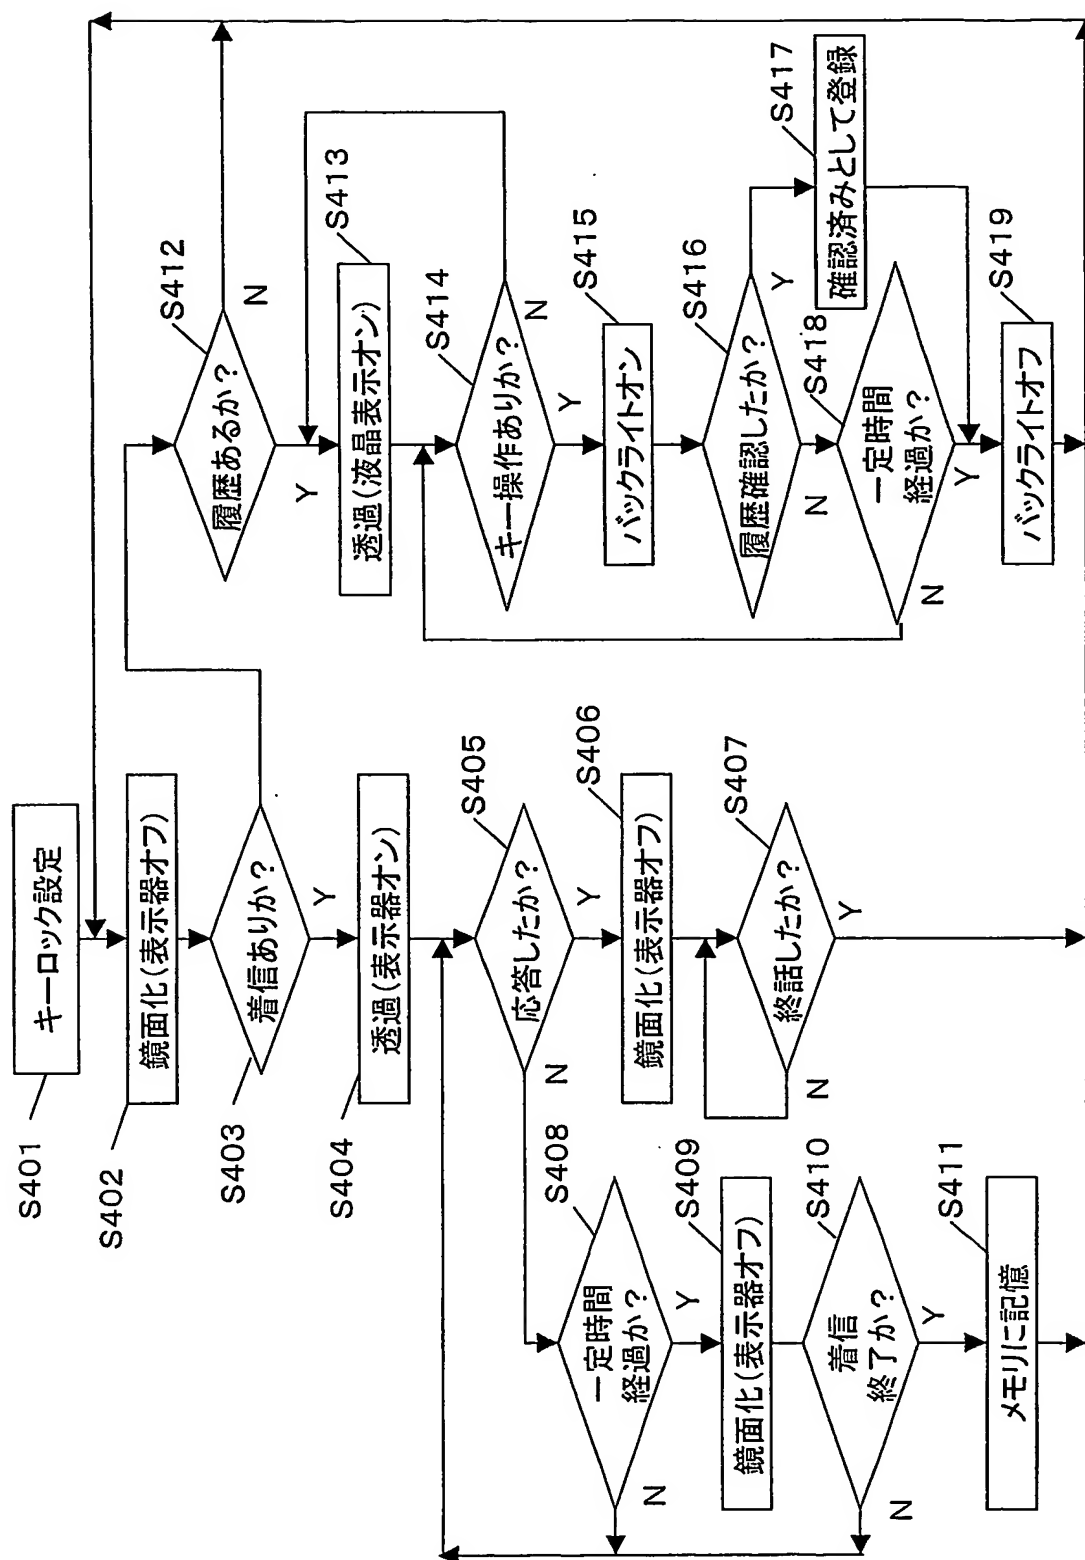 S401
キーロック設定
S402
鏡面化(表示器オフ)
S403
着信ありか?
Y
S404
透過(表示器オン)
S405
応答したか?
N
Y
S406
鏡面化(表示器オフ)
S407
終話したか?
N
Y
S408
一定時間
経過か?
N
Y
S409
鏡面化(表示器オフ)
S410
着信
終了か?
N
Y
S411
メモリに記憶
S412
履歴あるか?
N
Y
S413
透過(液晶表示オン)
S414
キー操作ありか?
N
Y
S415
バックライトオン
S416
履歴確認したか?
Y
N
S417
確認済みとして登録
S418
一定時間
経過か?
N
Y
S419
バックライトオフ